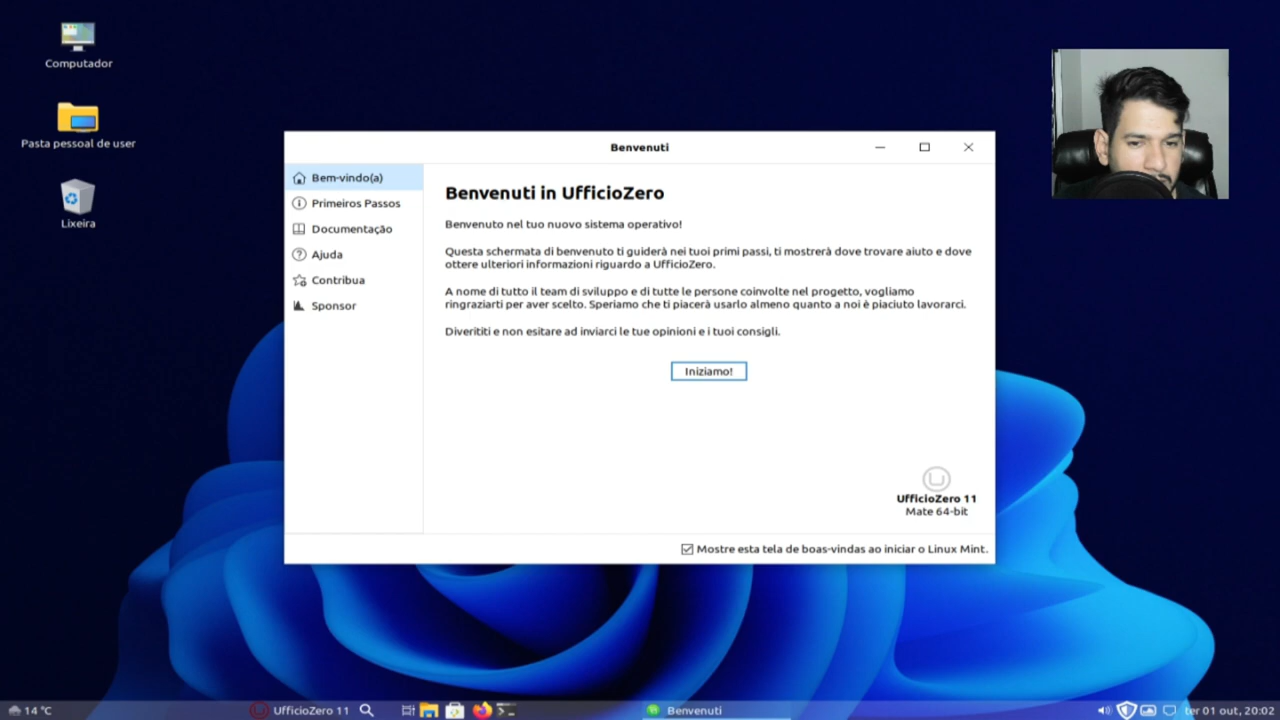 Computador
Pasta pessoal de user
Lixeira
Benvenuti
Bem-vindo(a)
Primeiros Passos
Documentação
Ajuda
Contribua
Sponsor
Benvenuti in UfficioZero
Benvenuto nel tuo nuovo sistema operativo!
Questa schermata di benvenuto ti guiderà nei tuoi primi passi, ti mostrerà dove trovare aiuto e dove
ottere ulteriori informazioni riguardo a UfficioZero.
A nome di tutto il team di sviluppo e di tutte le persone coinvolte nel progetto, vogliamo
ringraziarti per aver scelto. Speriamo che ti piacerà usarlo almeno quanto a noi è piaciuto lavorarci.
Diverititi e non esitare ad inviarci le tue opinioni e i tuoi consigli.
Iniziamo!
UfficioZero 11
Mate 64-bit
Mostre esta tela de boas-vindas ao iniciar o Linux Mint.
14 °C
UfficioZero 11
Benvenuti
ter 01 out, 20:02